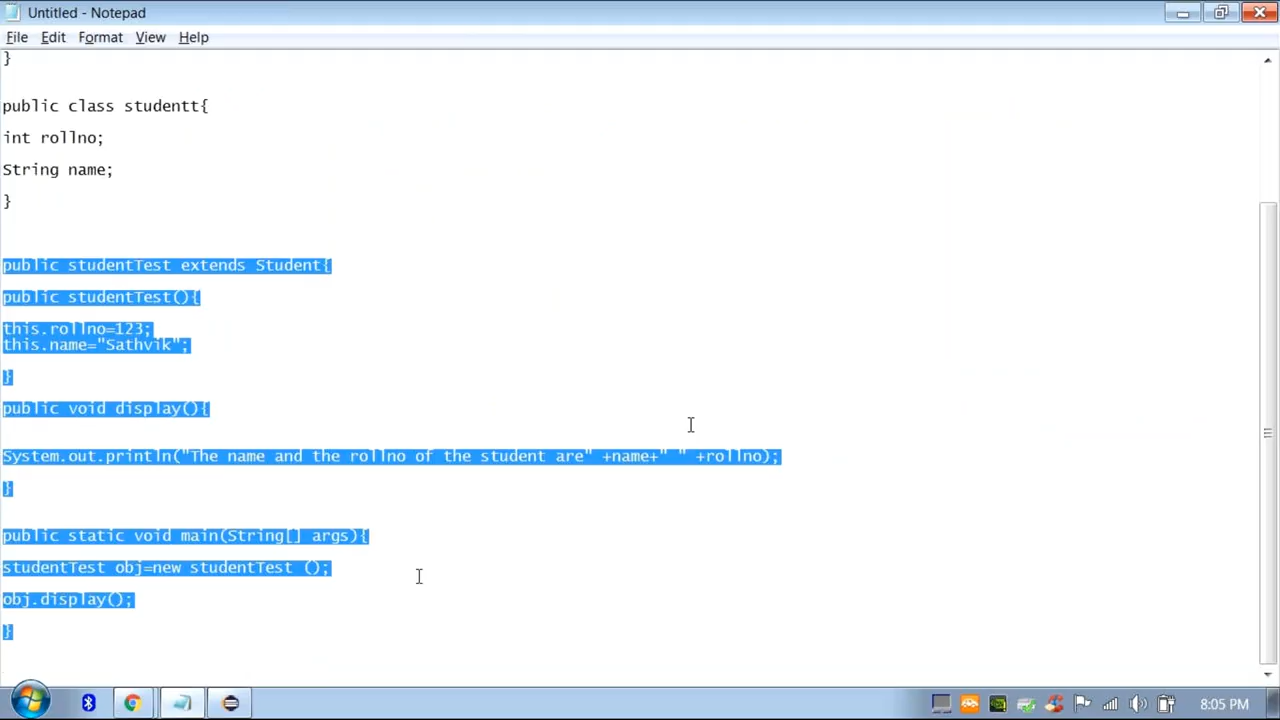 Untitled - Notepad
File Edit Format View Help
}
public class studentt{
int rollno;
String name;
}
public studentTest extends Student{
public studentTest(){
this.rollno=123;
this.name="Sathvik";
}
public void display(){
System.out.println("The name and the rollno of the student are" +name+" " +rollno);
}
public static void main(String[] args){
studentTest obj=new studentTest ();
obj.display();
}
8:05 PM